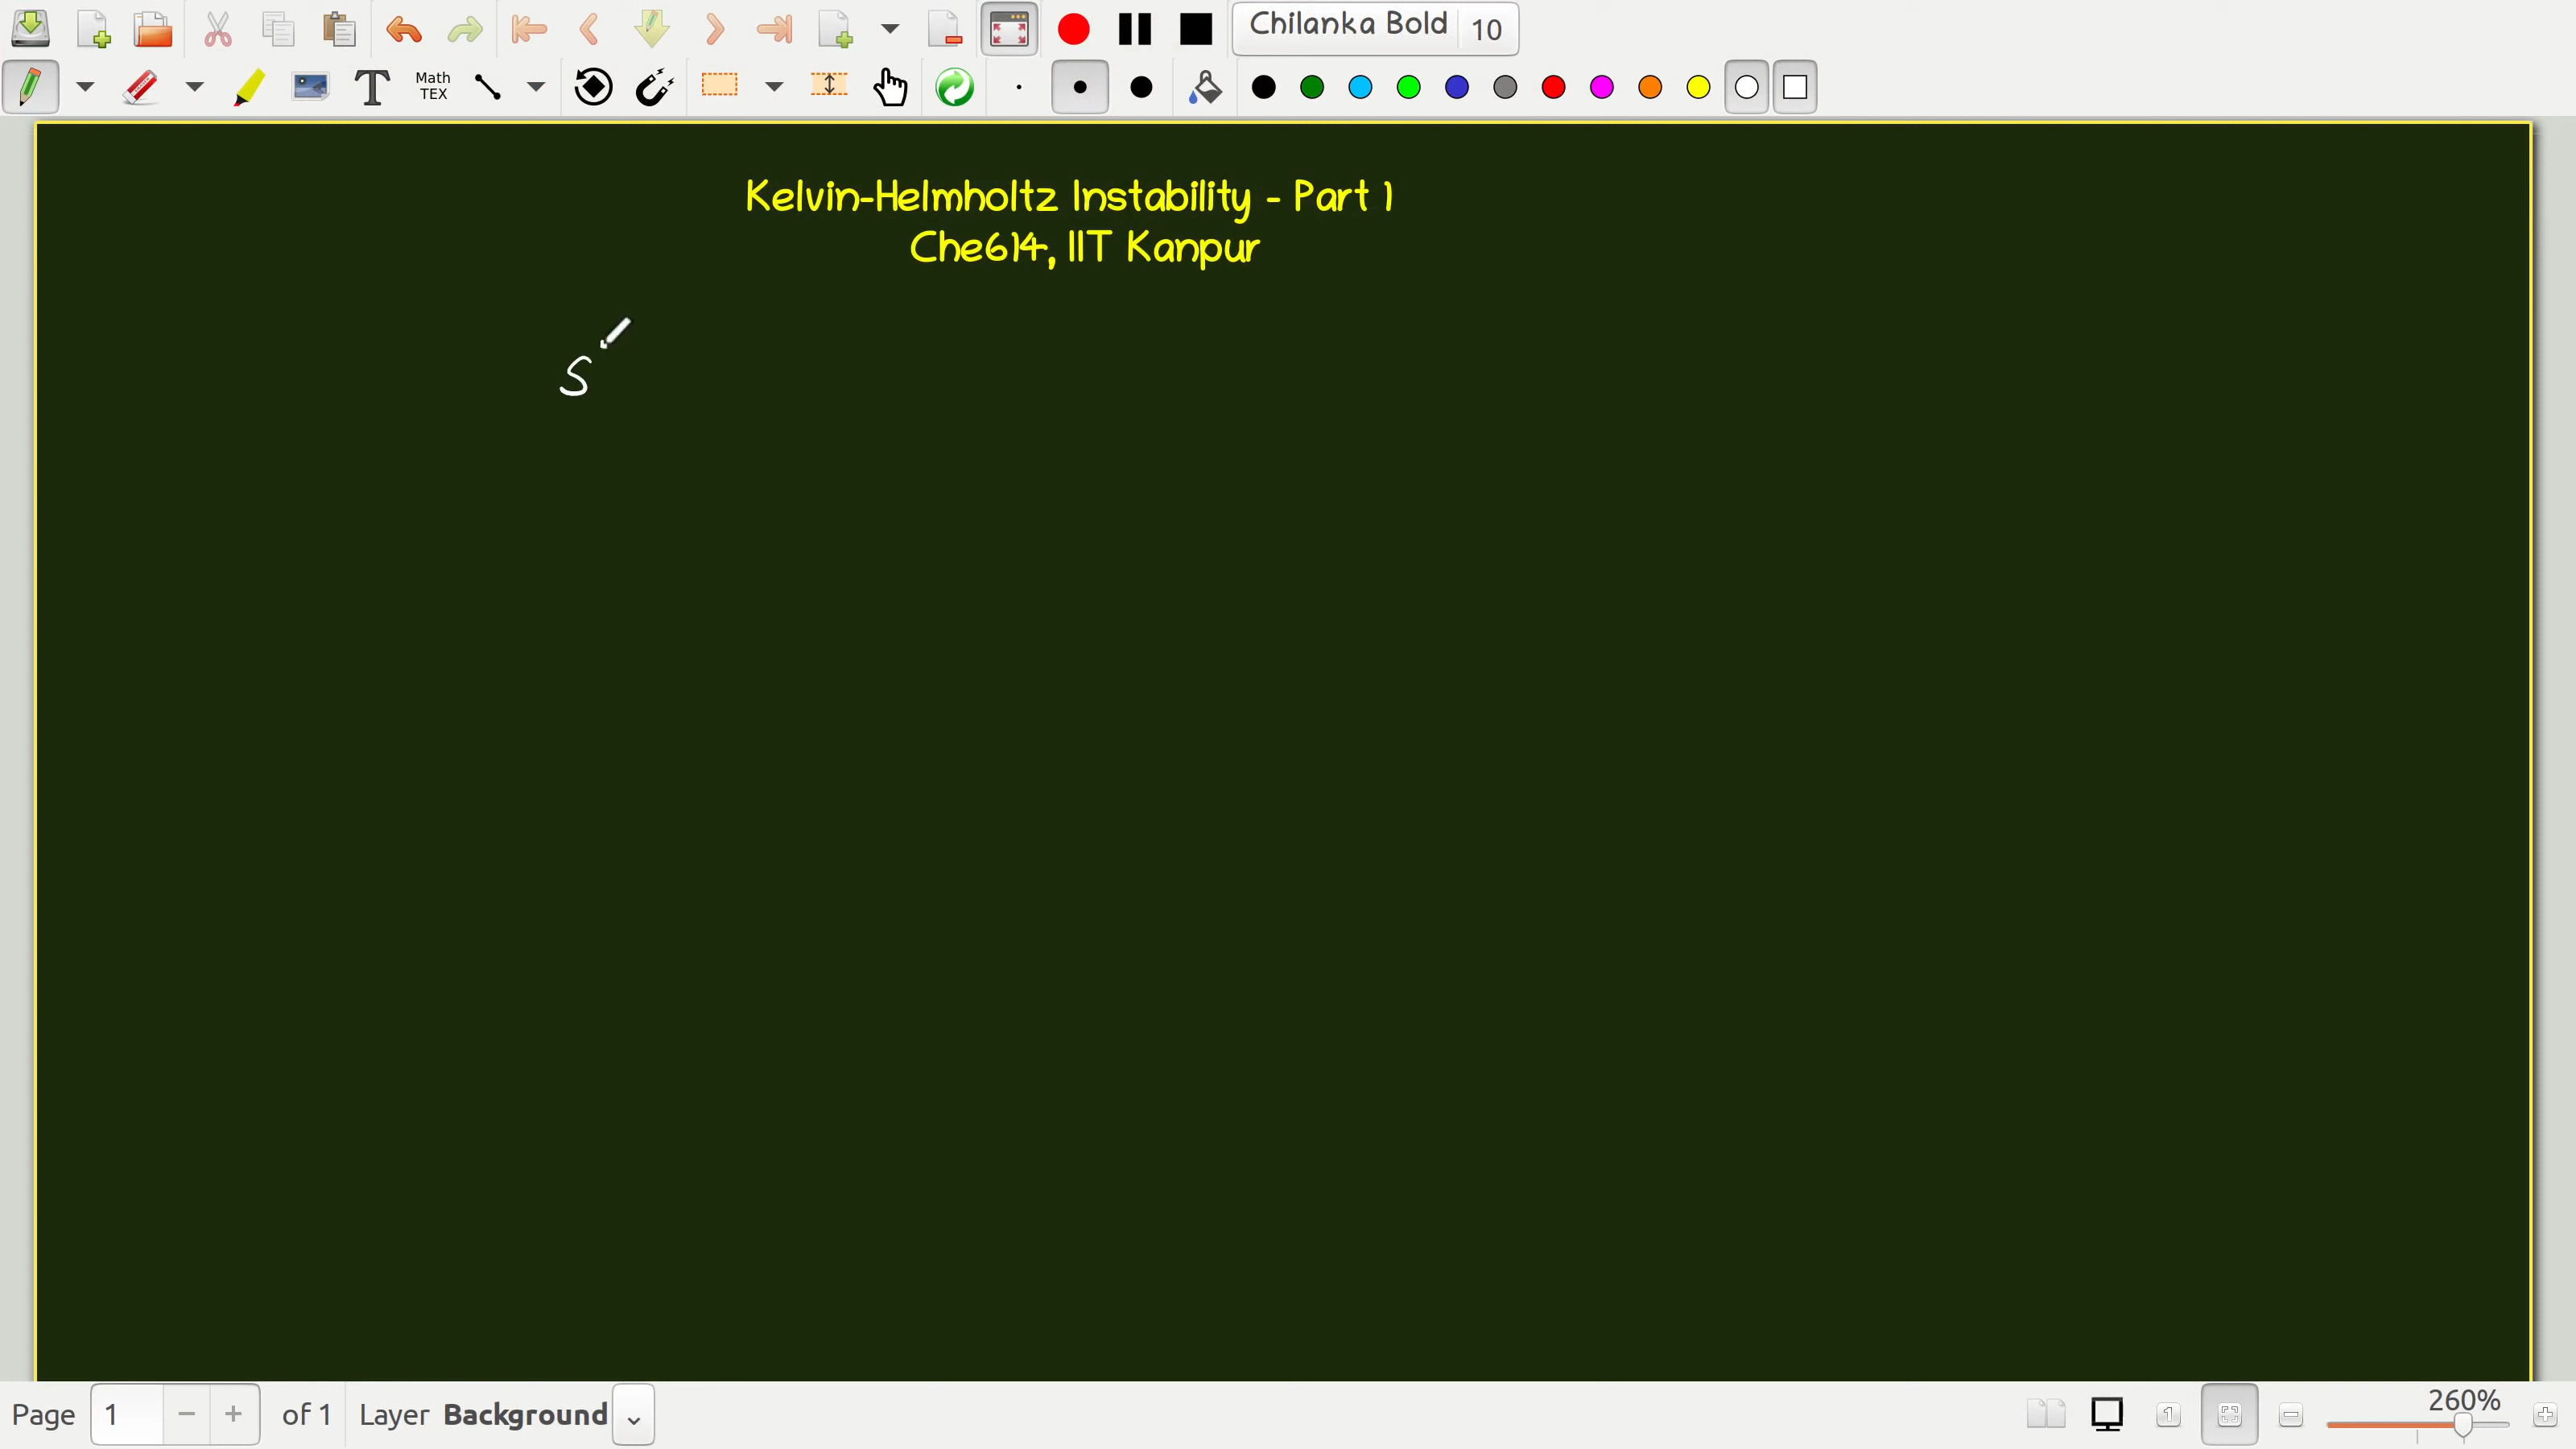 Chilanka Bold 10
Math
TEX
Kelvin-Helmholtz Instability - Part 1
Che614, IIT Kanpur
S
Page 1 of 1 Layer Background 260%